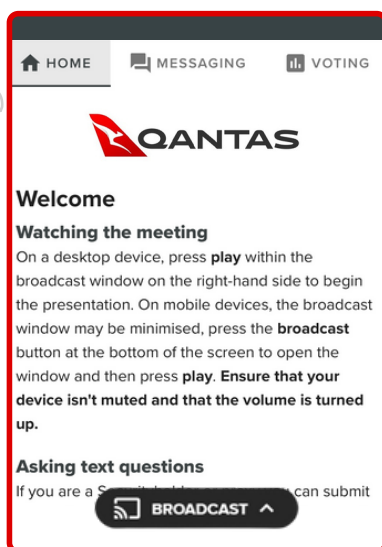 HOME MESSAGING VOTING
QANTAS
Welcome
Watching the meeting
On a desktop device, press play within the
broadcast window on the right-hand side to begin
the presentation. On mobile devices, the broadcast
window may be minimised, press the broadcast
button at the bottom of the screen to open the
window and then press play. Ensure that your
device isn't muted and that the volume is turned
up.
Asking text questions
If you are a can submit
BROADCAST